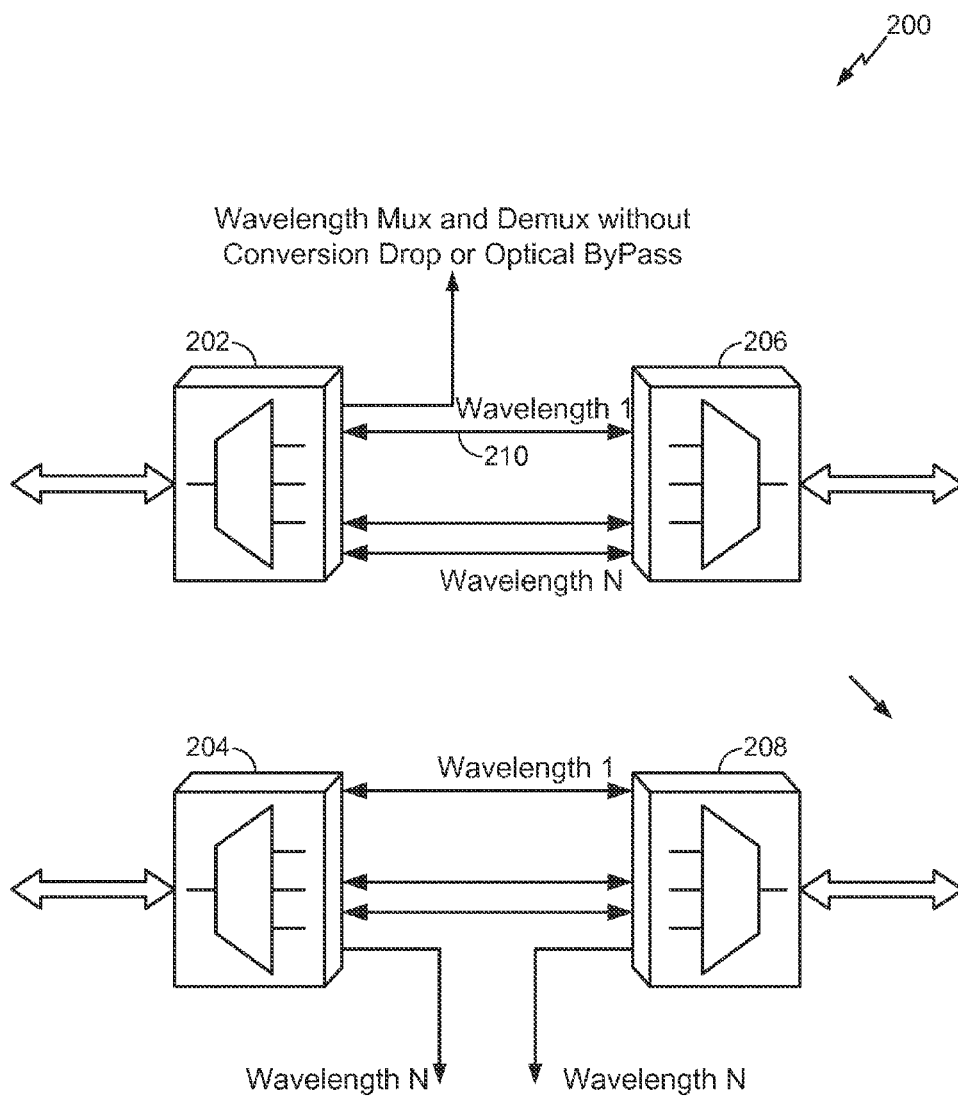 200
Wavelength Mux and Demux without
Conversion Drop or Optical ByPass
202
206
Wavelength 1
210
Wavelength N
204
208
Wavelength 1
Wavelength N
Wavelength N